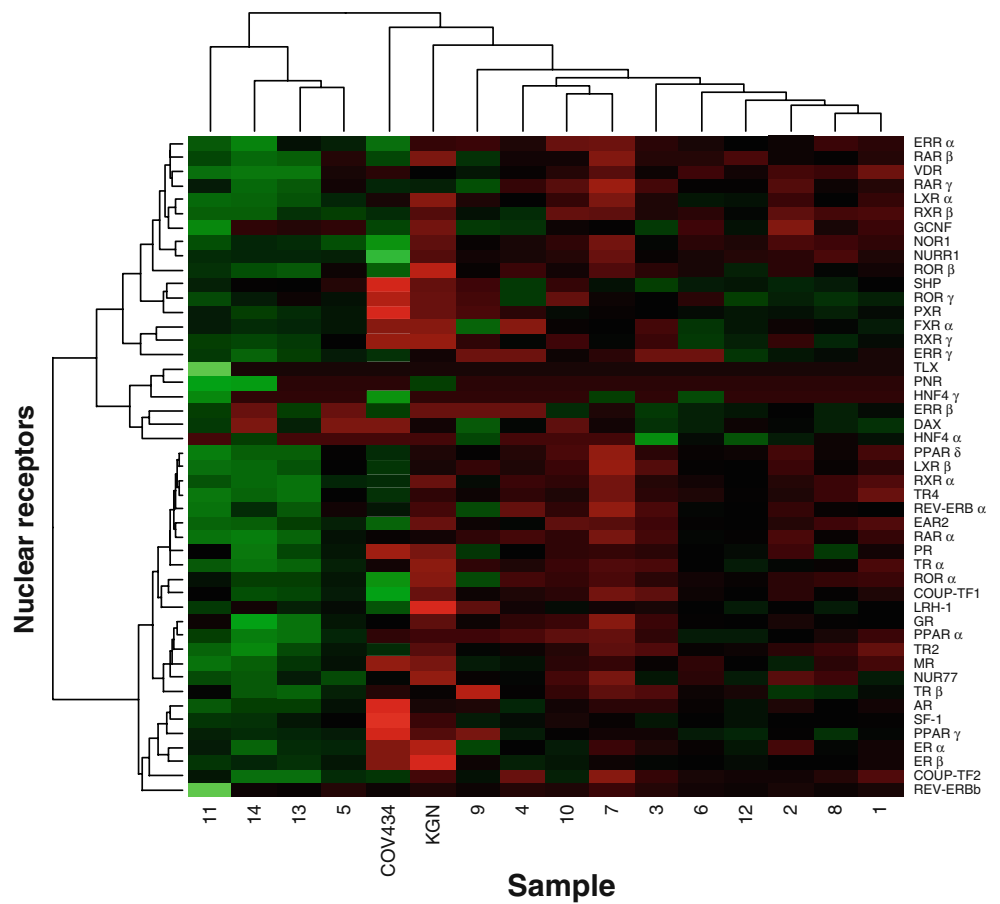 ERR α
RAR β
VDR
RAR γ
LXR α
RXR β
GCNF
NOR1
NURR1
ROR β
SHP
ROR γ
PXR
FXR α
RXR γ
ERR γ
TLX
PNR
HNF4 γ
ERR β
DAX
HNF4 α
PPAR δ
LXR β
RXR α
TR4
REV-ERB α
EAR2
RAR α
PR
TR α
ROR α
COUP-TF1
LRH-1
GR
PPAR α
TR2
MR
NUR77
TR β
AR
SF-1
PPAR γ
ER α
ER β
COUP-TF2
REV-ERBb
Nuclear receptors
11
14
13
5
COV434
KGN
9
4
10
7
3
6
12
2
8
1
Sample